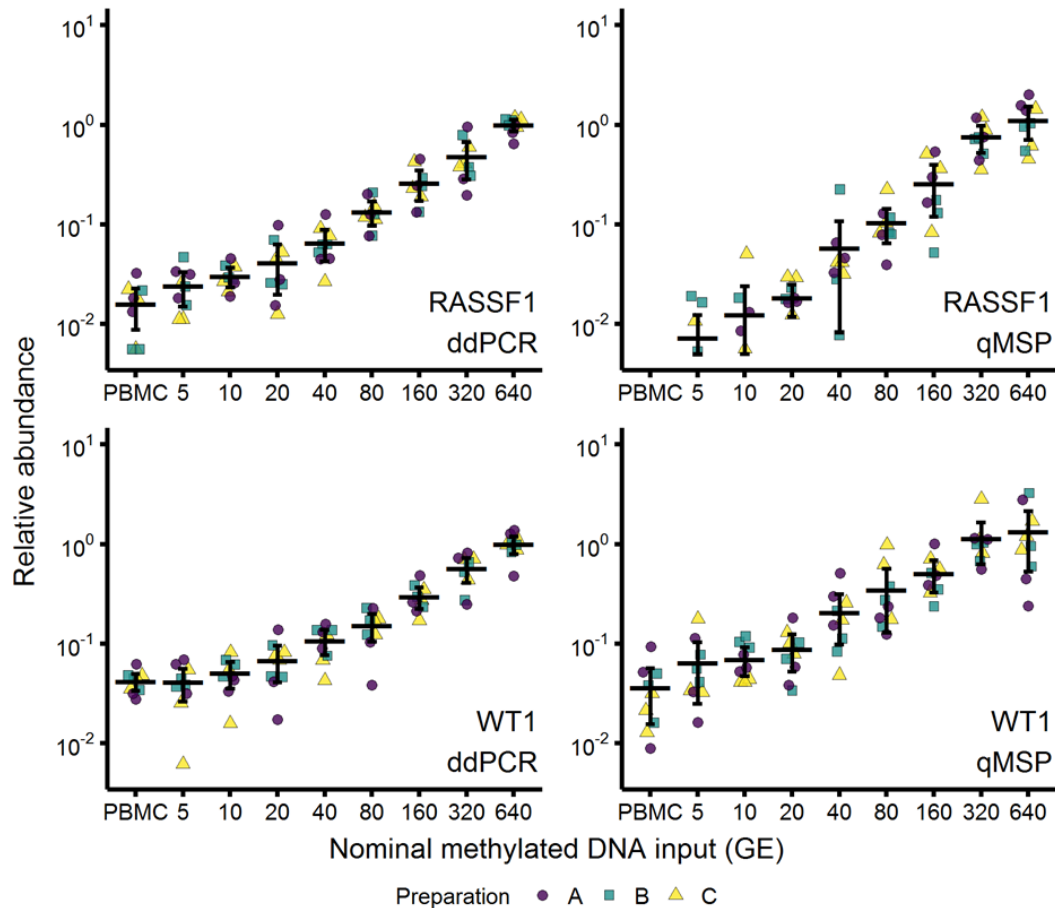 Relative abundance
10¹
10⁰
10⁻¹
10⁻²
RASSF1
ddPCR
PBMC 5 10 20 40 80 160 320 640
10¹
10⁰
10⁻¹
10⁻²
RASSF1
qMSP
PBMC 5 10 20 40 80 160 320 640
10¹
10⁰
10⁻¹
10⁻²
WT1
ddPCR
PBMC 5 10 20 40 80 160 320 640
10¹
10⁰
10⁻¹
10⁻²
WT1
qMSP
PBMC 5 10 20 40 80 160 320 640
Nominal methylated DNA input (GE)
Preparation A B C